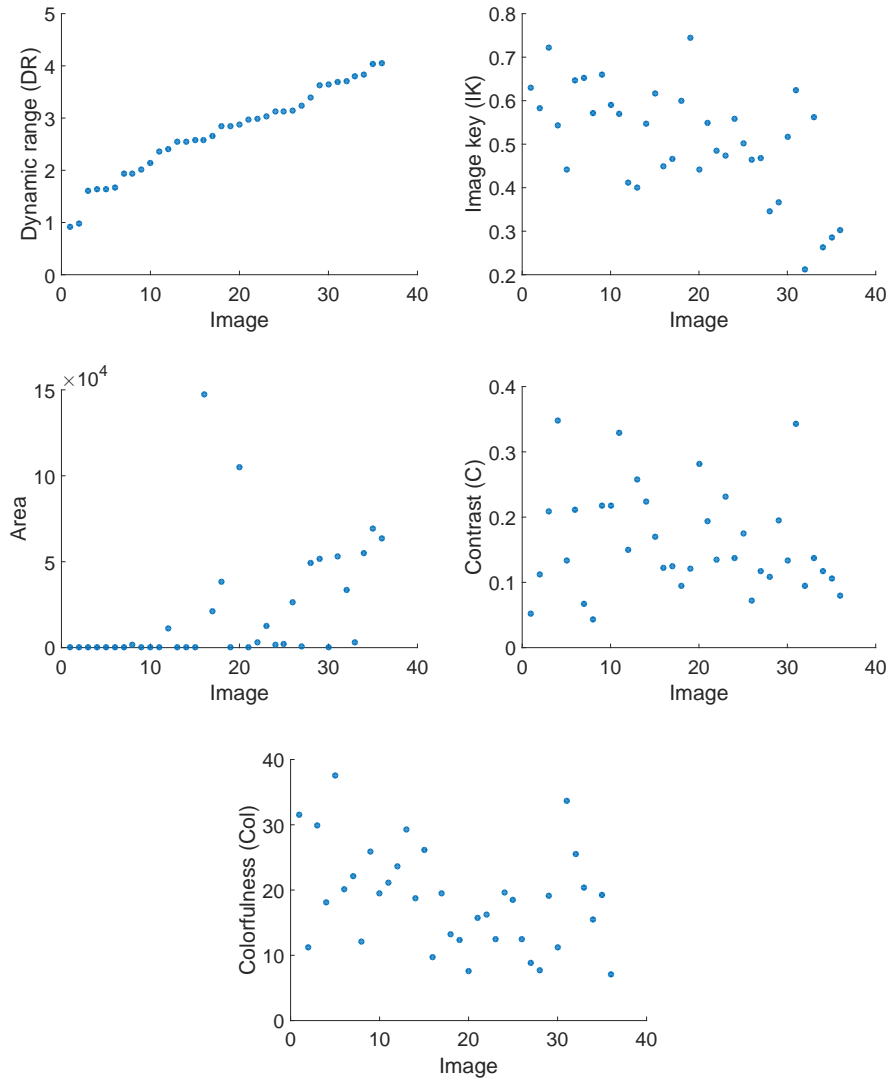 5
4
3
2
1
0
0 10 20 30 40
Dynamic range (DR)
Image
0.8
0.7
0.6
0.5
0.4
0.3
0.2
0 10 20 30 40
Image key (IK)
Image
×10⁴
15
10
5
0
0 10 20 30 40
Area
Image
0.4
0.3
0.2
0.1
0
0 10 20 30 40
Contrast (C)
Image
40
30
20
10
0
0 10 20 30 40
Colorfulness (Col)
Image